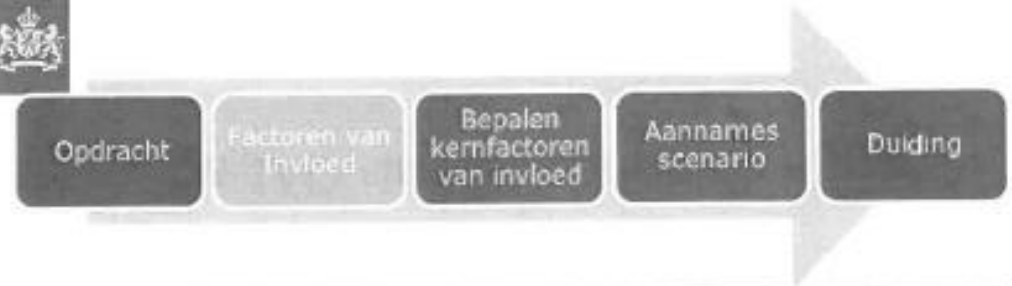 Opdracht
Factoren van
Invloed
Bepalen
kernfactoren
van invloed
Aannames
scenario
Duiding